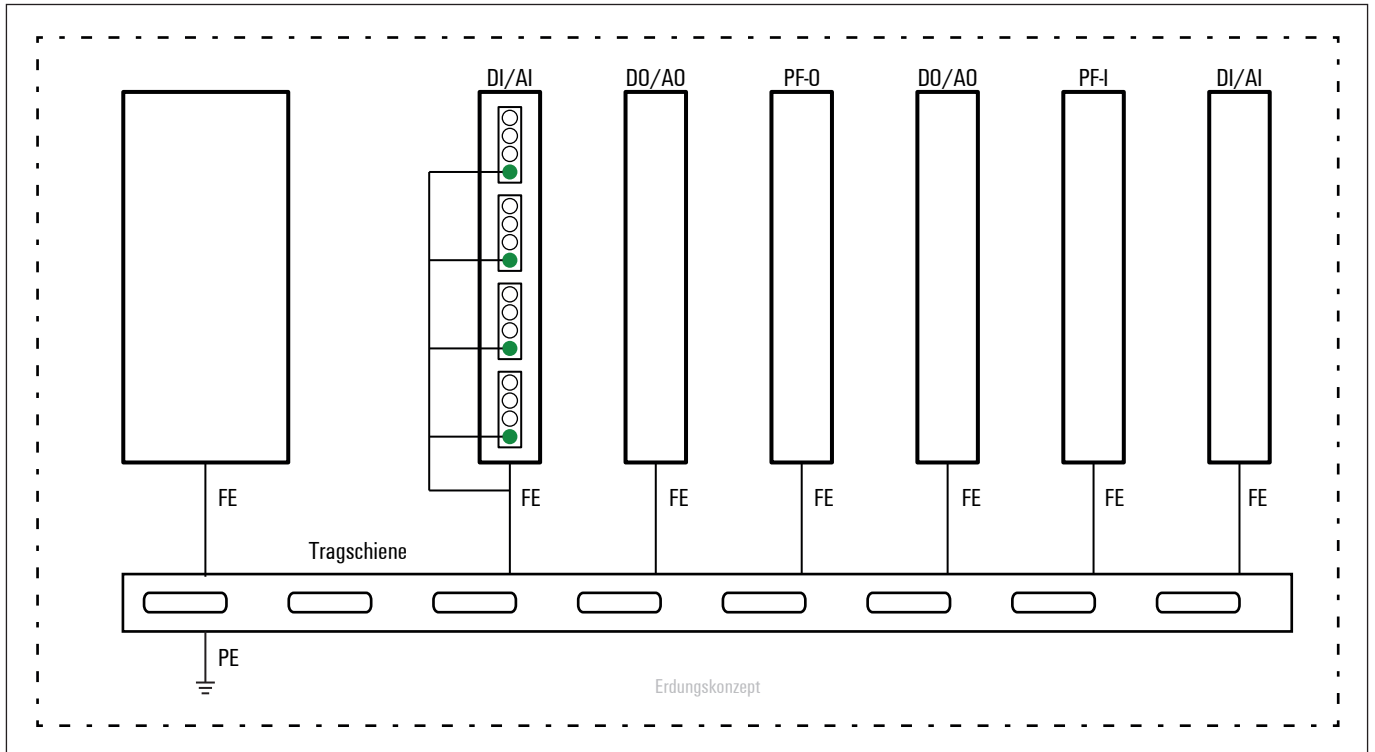 DI/AI
DO/AO
PF-O
DO/AO
PF-I
DI/AI
FE
FE
FE
FE
FE
FE
FE
Tragschiene
PE
Erdungskonzept